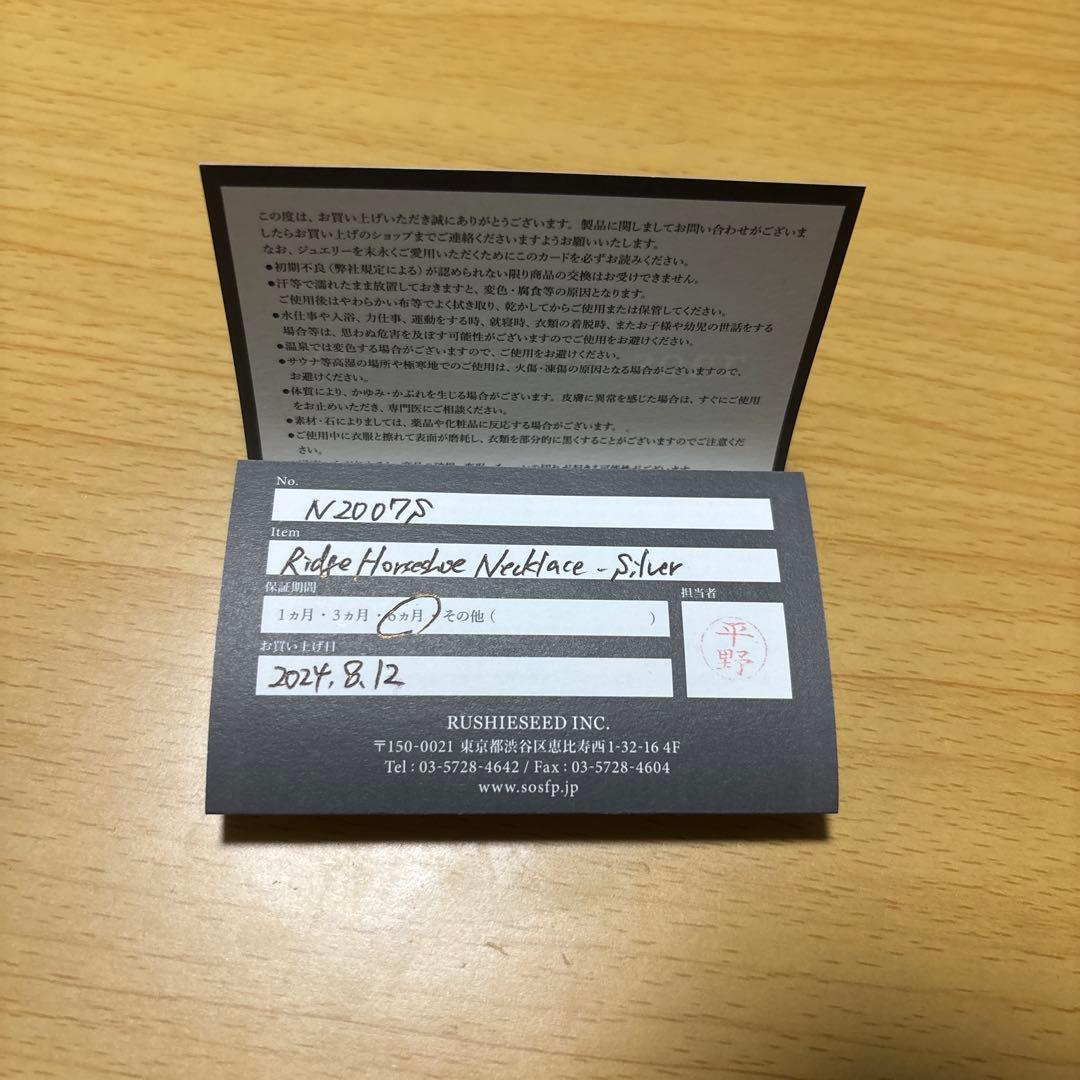 この度は、お買い上げいただき誠にありがとうございます。製品に関しましてお問い合わせがございま
したらお買い上げのショップまでご連絡くださいますようお願いいたします。
なお、ジュエリーを末永くご愛用いただくためにこのカードを必ずお読みください。
●初期不良（弊社規定による）が認められない限り商品の交換はお受けできません。
●汗等で濡れたまま放置しておきますと、変色・腐食等の原因となります。
ご使用後はやわらかい布等でよく拭き取り、乾かしてからご使用または保管してください。
●水仕事や入浴、力仕事、運動をする時、就寝時、衣類の着脱時、またお子様や幼児の世話をする
場合等は、思わぬ危害を及ぼす可能性がございますのでご使用をお避けください。
●温泉では変色する場合がございますので、ご使用をお避けください。
●サウナ等高湿の場所や極寒地でのご使用は、火傷・凍傷の原因となる場合がございますので、
お避けください。
●体質により、かゆみ・かぶれを生じる場合がございます。皮膚に異常を感じた場合は、すぐにご使用
をお止めいただき、専門医にご相談ください。
●素材・石によりましては、薬品や化粧品に反応する場合がございます。
●ご使用中に衣服と擦れて表面が磨耗し、衣類を部分的に黒くすることがございますのでご注意くだ
さい。
No.
N2007S
Item
Ridge Horseshoe Necklace - Silver
保証期間
1ヵ月・3ヵ月・6ヵ月・その他（ ）
担当者
平野
お買い上げ日
2024.8.12
RUSHIESEED INC.
〒150-0021 東京都渋谷区恵比寿西1-32-16 4F
Tel : 03-5728-4642 / Fax : 03-5728-4604
www.sosfp.jp